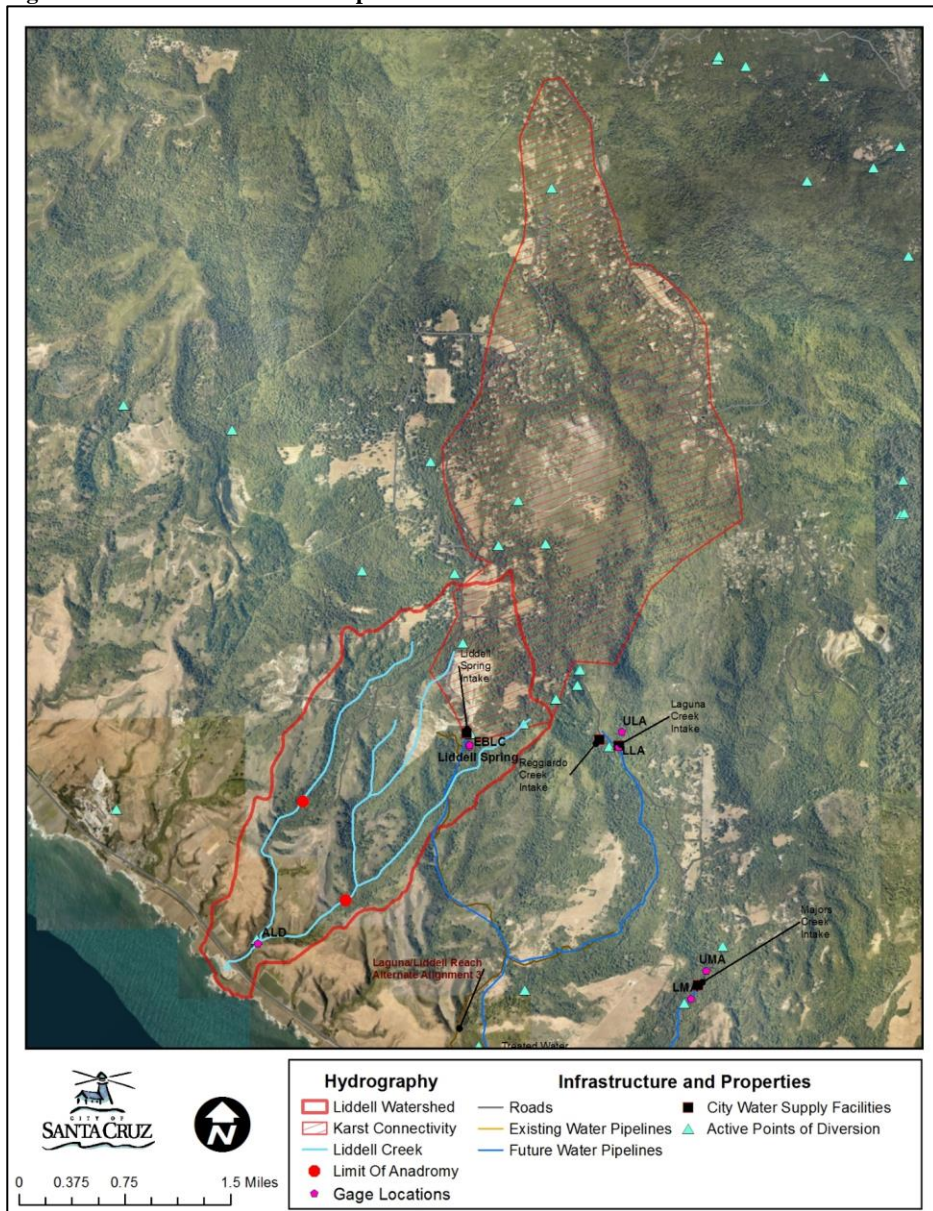 Liddell
Spring
Intake
EBLC
Liddell Spring
ULA
Laguna
Creek
Intake
LLA
Reggiardo
Creek
Intake
Majors
Creek
Intake
UMA
LMA
ALD
Laguna/Liddell Reach
Alternate Alignment 3
Treated Water
CITY OF
SANTA CRUZ
N
0 0.375 0.75 1.5 Miles
Hydrography
Liddell Watershed
Karst Connectivity
Liddell Creek
Limit Of Anadromy
Gage Locations
Infrastructure and Properties
Roads
Existing Water Pipelines
Future Water Pipelines
City Water Supply Facilities
Active Points of Diversion